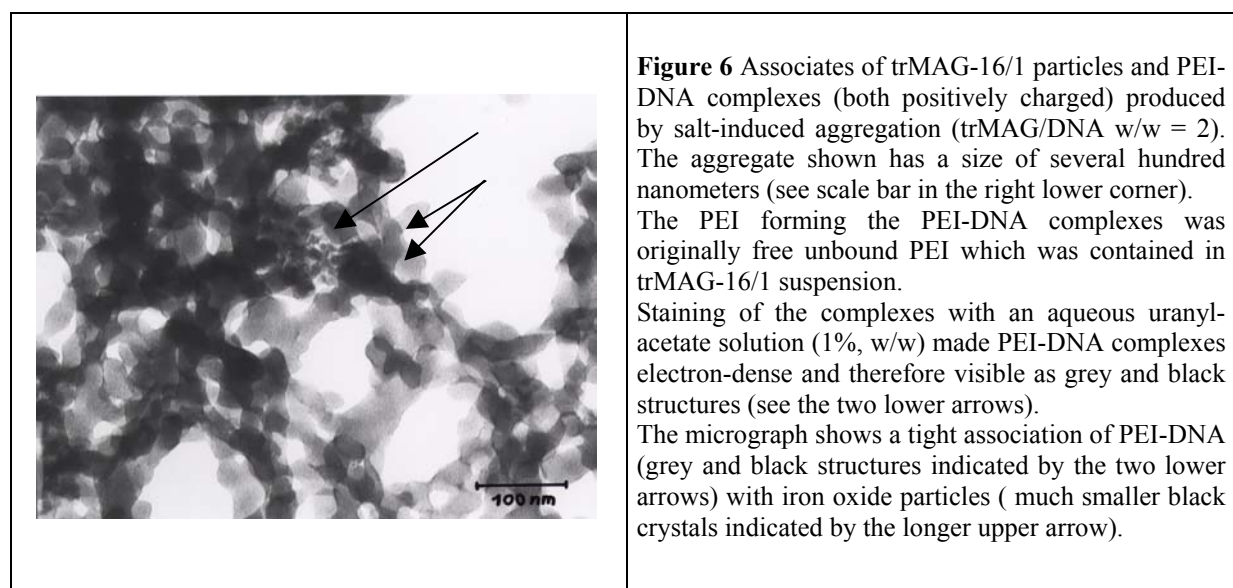 Figure 6 Associates of trMAG-16/1 particles and PEI-
DNA complexes (both positively charged) produced
by salt-induced aggregation (trMAG/DNA w/w = 2).
The aggregate shown has a size of several hundred
nanometers (see scale bar in the right lower corner).
The PEI forming the PEI-DNA complexes was
originally free unbound PEI which was contained in
trMAG-16/1 suspension.
Staining of the complexes with an aqueous uranyl-
acetate solution (1%, w/w) made PEI-DNA complexes
electron-dense and therefore visible as grey and black
structures (see the two lower arrows).
The micrograph shows a tight association of PEI-DNA
(grey and black structures indicated by the two lower
arrows) with iron oxide particles ( much smaller black
crystals indicated by the longer upper arrow).
100 nm